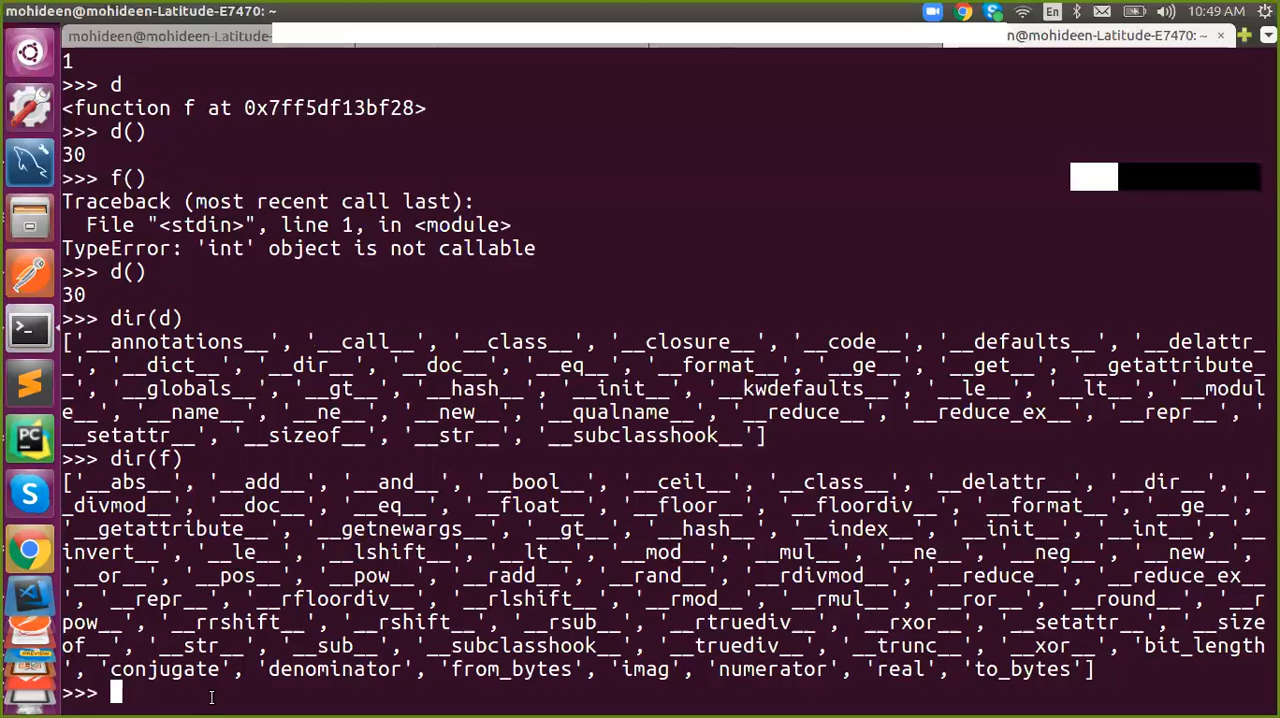 mohideen@mohideen-Latitude-E7470: ~
En
10:49 AM
mohideen@mohideen-Latitude-
n@mohideen-Latitude-E7470: ~ ×
1
>>> d
<function f at 0x7ff5df13bf28>
>>> d()
30
>>> f()
Traceback (most recent call last):
  File "<stdin>", line 1, in <module>
TypeError: 'int' object is not callable
>>> d()
30
>>> dir(d)
['__annotations__', '__call__', '__class__', '__closure__', '__code__', '__defaults__', '__delattr_
_', '__dict__', '__dir__', '__doc__', '__eq__', '__format__', '__ge__', '__get__', '__getattribute_
_', '__globals__', '__gt__', '__hash__', '__init__', '__kwdefaults__', '__le__', '__lt__', '__modul
e__', '__name__', '__ne__', '__new__', '__qualname__', '__reduce__', '__reduce_ex__', '__repr__', '
__setattr__', '__sizeof__', '__str__', '__subclasshook__']
>>> dir(f)
['__abs__', '__add__', '__and__', '__bool__', '__ceil__', '__class__', '__delattr__', '__dir__', '_
_divmod__', '__doc__', '__eq__', '__float__', '__floor__', '__floordiv__', '__format__', '__ge__',
'__getattribute__', '__getnewargs__', '__gt__', '__hash__', '__index__', '__init__', '__int__', '__
invert__', '__le__', '__lshift__', '__lt__', '__mod__', '__mul__', '__ne__', '__neg__', '__new__',
'__or__', '__pos__', '__pow__', '__radd__', '__rand__', '__rdivmod__', '__reduce__', '__reduce_ex__
', '__repr__', '__rfloordiv__', '__rlshift__', '__rmod__', '__rmul__', '__ror__', '__round__', '__r
pow__', '__rrshift__', '__rshift__', '__rsub__', '__rtruediv__', '__rxor__', '__setattr__', '__size
of__', '__str__', '__sub__', '__subclasshook__', '__truediv__', '__trunc__', '__xor__', 'bit_length
', 'conjugate', 'denominator', 'from_bytes', 'imag', 'numerator', 'real', 'to_bytes']
>>>